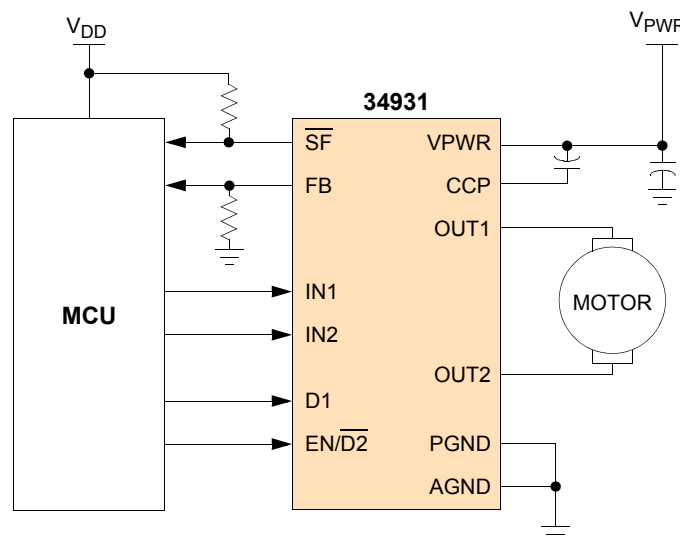 VDD
VPWR
34931
SF
VPWR
FB
CCP
OUT1
IN1
MCU
MOTOR
IN2
OUT2
D1
EN/D2
PGND
AGND